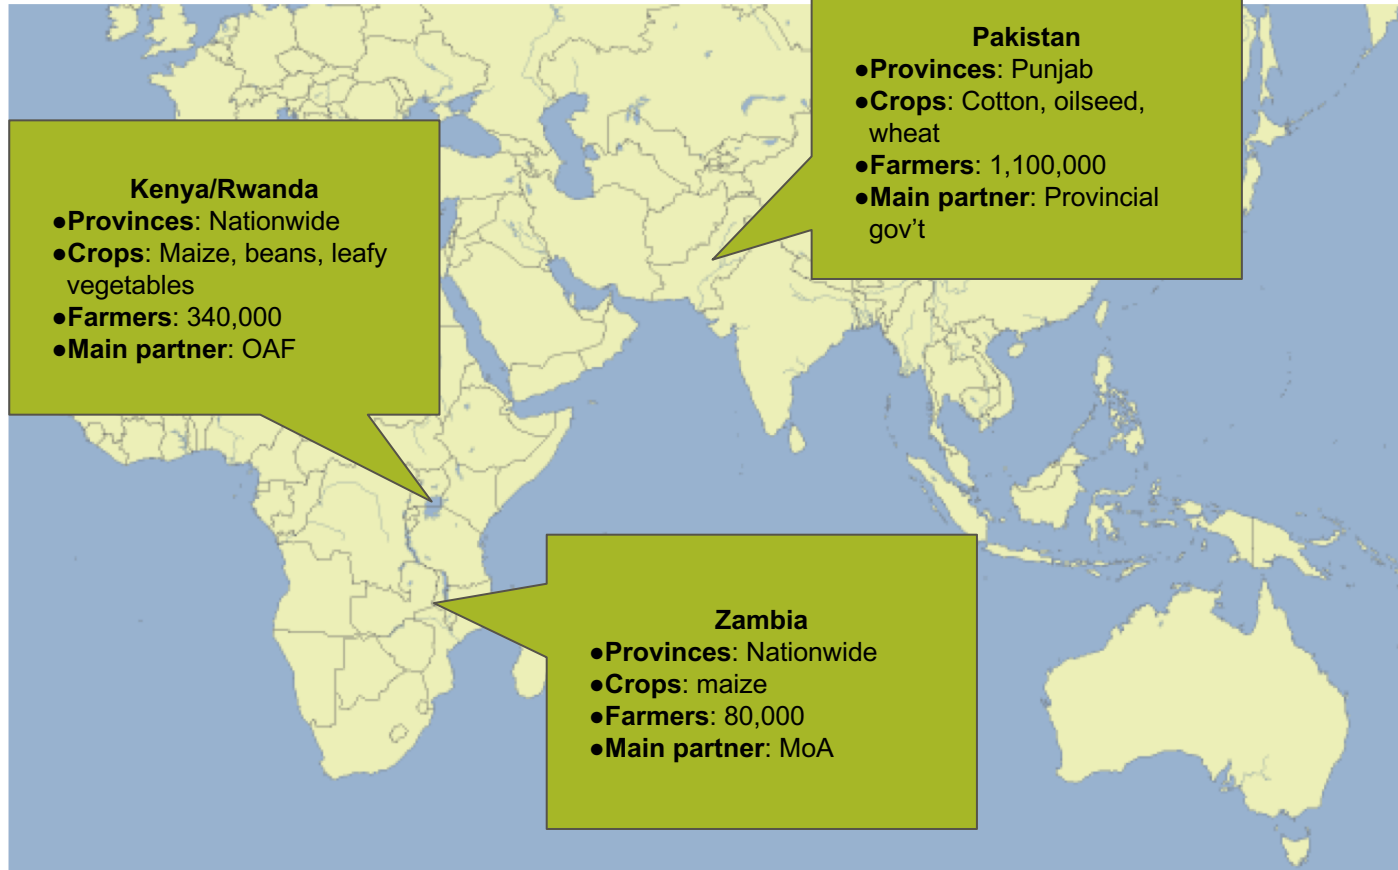 Pakistan
●Provinces: Punjab
●Crops: Cotton, oilseed,
wheat
●Farmers: 1,100,000
●Main partner: Provincial
gov’t
Kenya/Rwanda
●Provinces: Nationwide
●Crops: Maize, beans, leafy
vegetables
●Farmers: 340,000
●Main partner: OAF
Zambia
●Provinces: Nationwide
●Crops: maize
●Farmers: 80,000
●Main partner: MoA